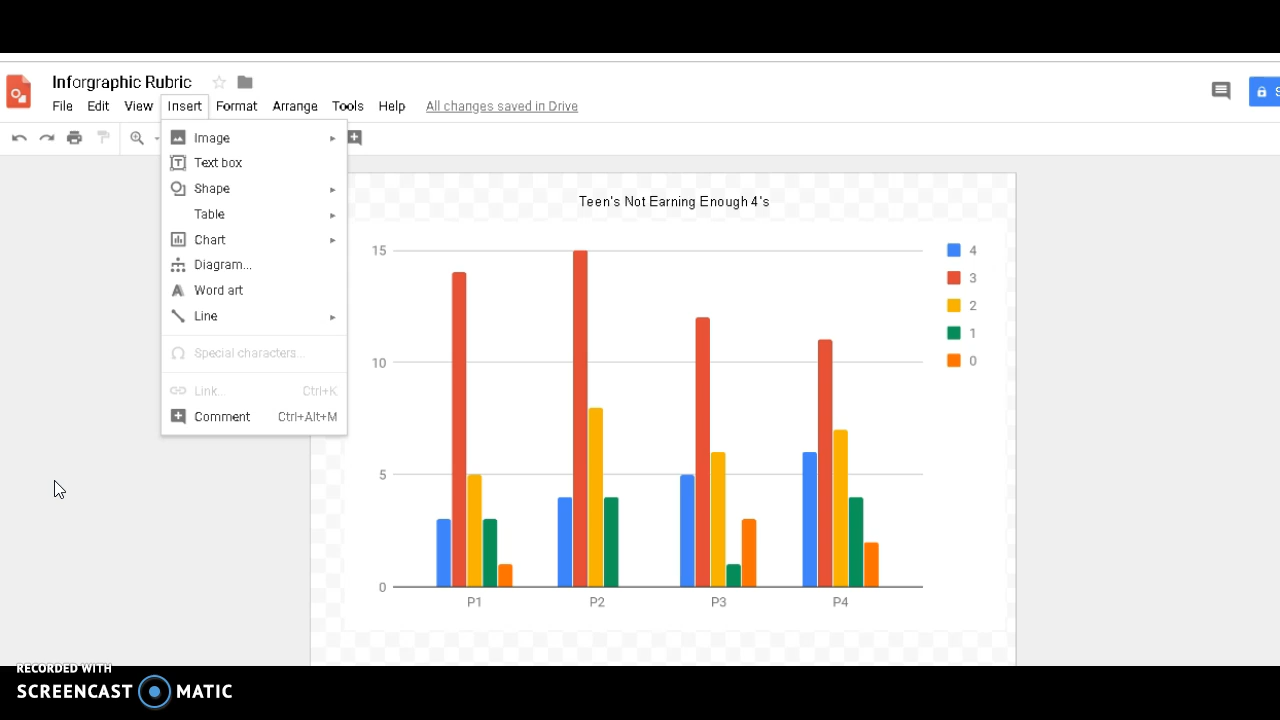 Inforgraphic Rubric
File Edit View Insert Format Arrange Tools Help All changes saved in Drive
Image
Text box
Shape
Table
Chart
Diagram...
Word art
Line
Special characters...
Link... Ctrl+K
Comment Ctrl+Alt+M
Teen's Not Earning Enough 4's
15
10
5
0
P1 P2 P3 P4
4
3
2
1
0
RECORDED WITH
SCREENCAST MATIC